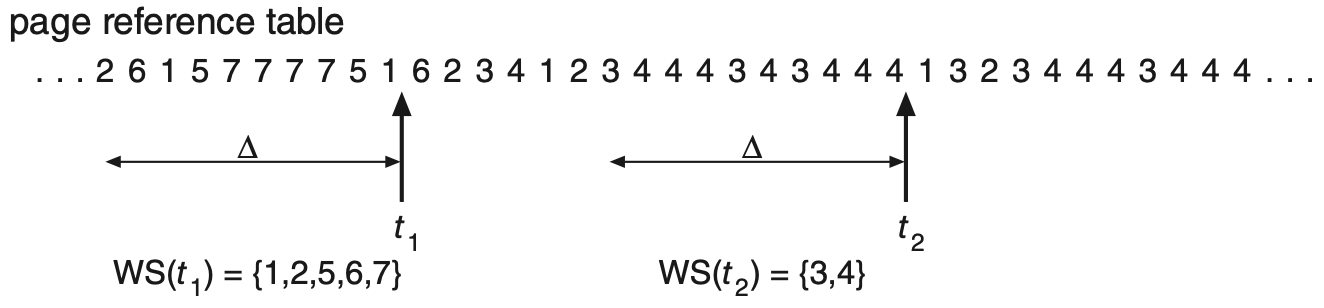 page reference table
. . . 2 6 1 5 7 7 7 7 5 1 6 2 3 4 1 2 3 4 4 4 3 4 3 4 4 4 1 3 2 3 4 4 4 3 4 4 4 . . .
Δ Δ
t1 t2
WS(t1) = {1,2,5,6,7} WS(t2) = {3,4}